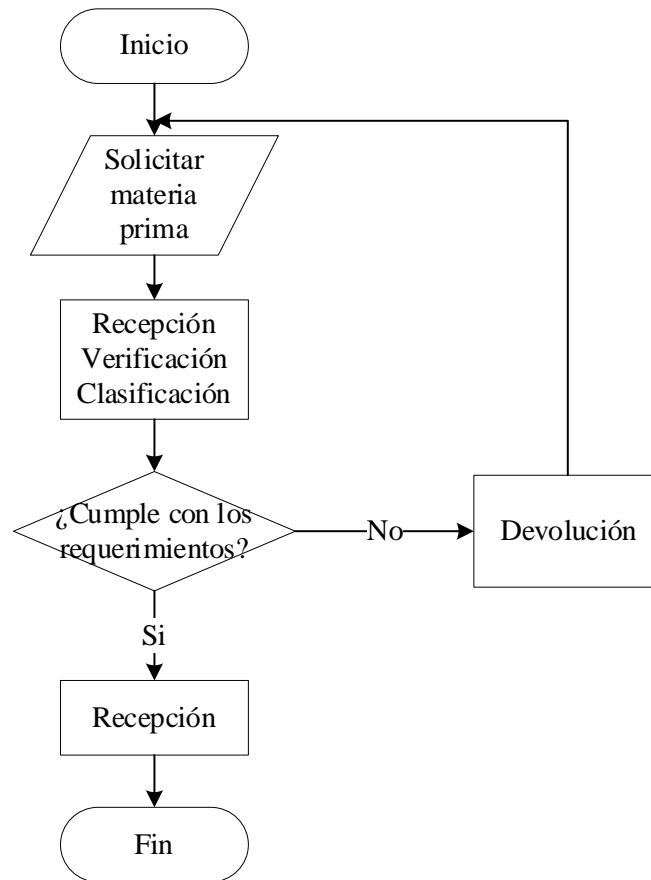 Inicio
Solicitar
materia
prima
Recepción
Verificación
Clasificación
¿Cumple con los
requerimientos?
No
Devolución
Si
Recepción
Fin